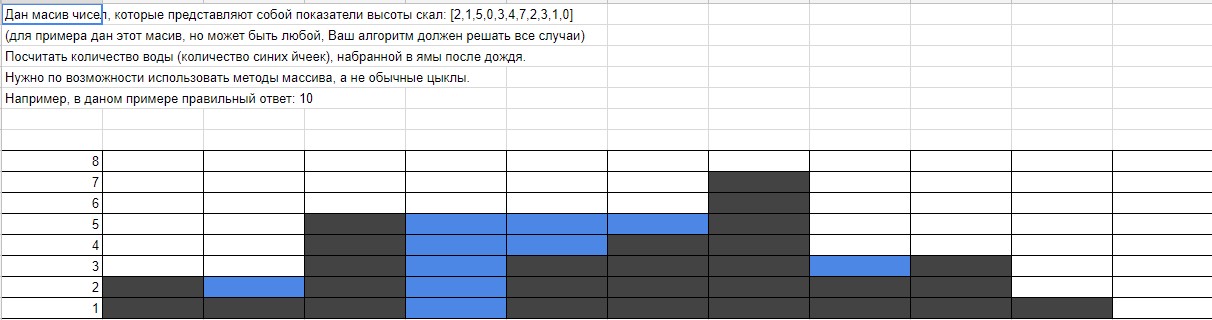 Дан масив чисел, которые представляют собой показатели высоты скал: [2,1,5,0,3,4,7,2,3,1,0]
(для примера дан этот масив, но может быть любой, Ваш алгоритм должен решать все случаи)
Посчитать количество воды (количество синих йчеек), набранной в ямы после дождя.
Нужно по возможности использовать методы массива, а не обычные цыклы.
Например, в даном примере правильный ответ: 10
8
7
6
5
4
3
2
1